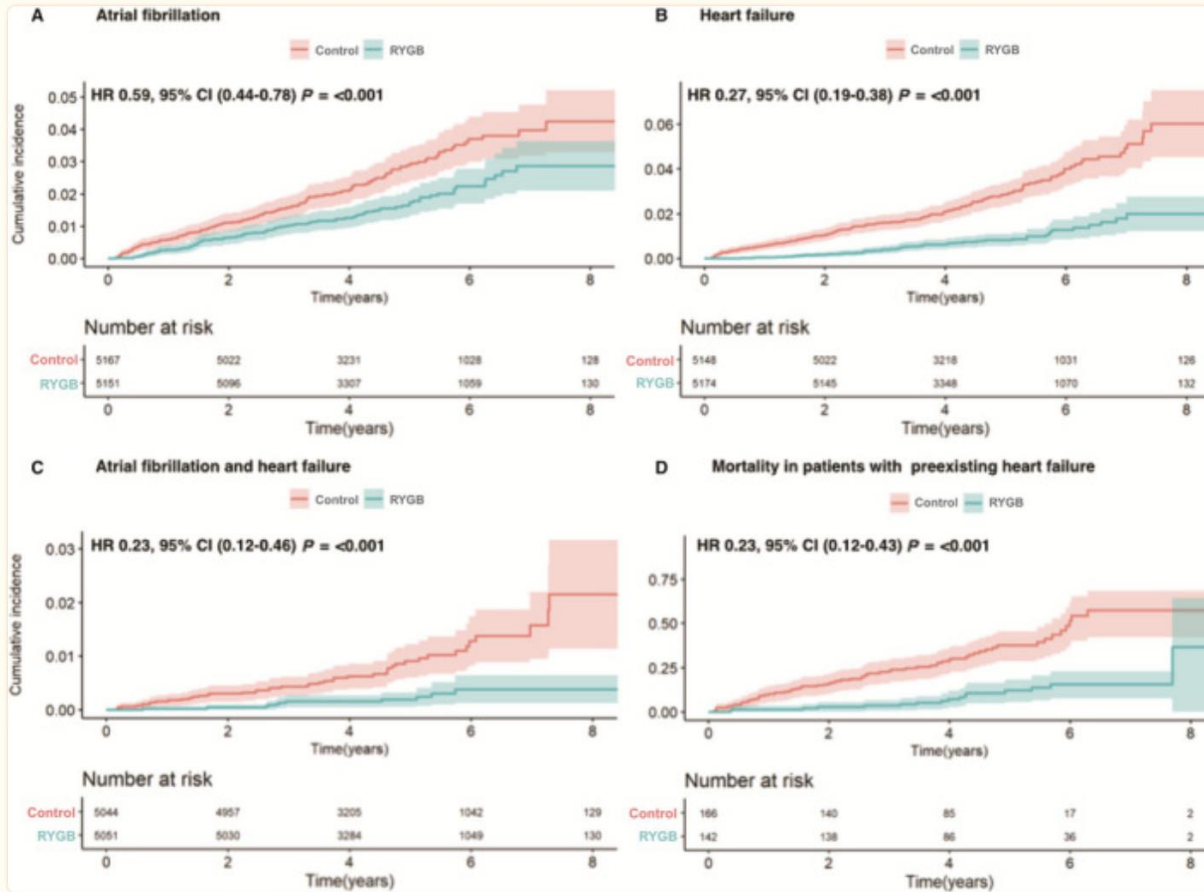 A Atrial fibrillation
Control RYGB
HR 0.59, 95% CI (0.44-0.78) P = <0.001
Cumulative incidence
0.05
0.04
0.03
0.02
0.01
0.00
0 2 4 6 8
Time(years)
Number at risk
Control 5167 5022 3231 1028 128
RYGB 5151 5096 3307 1059 130
0 2 4 6 8
Time(years)
B Heart failure
Control RYGB
HR 0.27, 95% CI (0.19-0.38) P = <0.001
0.06
0.04
0.02
0.00
0 2 4 6 8
Time(years)
Number at risk
Control 5148 5022 3218 1031 126
RYGB 5174 5145 3348 1070 132
0 2 4 6 8
Time(years)
C Atrial fibrillation and heart failure
Control RYGB
HR 0.23, 95% CI (0.12-0.46) P = <0.001
Cumulative incidence
0.03
0.02
0.01
0.00
0 2 4 6 8
Time(years)
Number at risk
Control 5044 4957 3205 1042 129
RYGB 5051 5030 3284 1049 130
0 2 4 6 8
Time(years)
D Mortality in patients with preexisting heart failure
Control RYGB
HR 0.23, 95% CI (0.12-0.43) P = <0.001
0.75
0.50
0.25
0.00
0 2 4 6 8
Time(years)
Number at risk
Control 166 140 85 17 2
RYGB 142 138 86 36 2
0 2 4 6 8
Time(years)